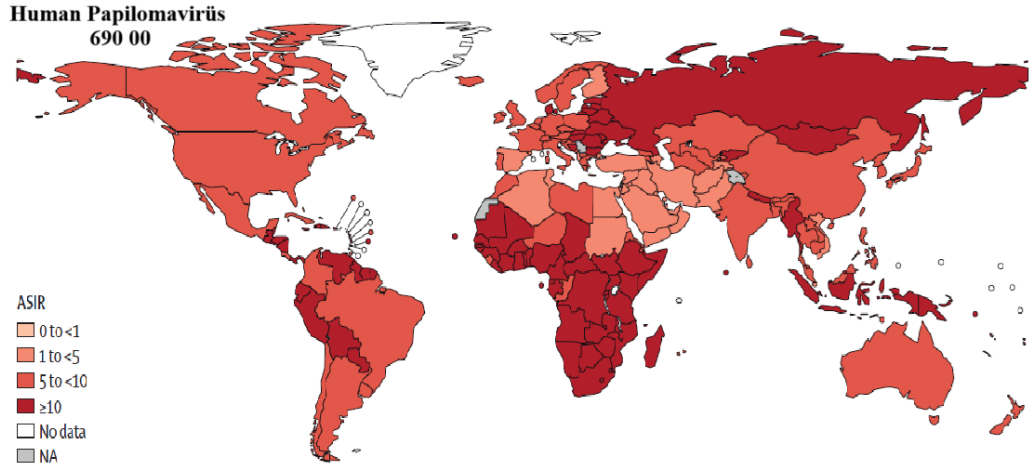 Human Papilomavirüs
690 00
ASIR
0 to <1
1 to <5
5 to <10
≥10
No data
NA